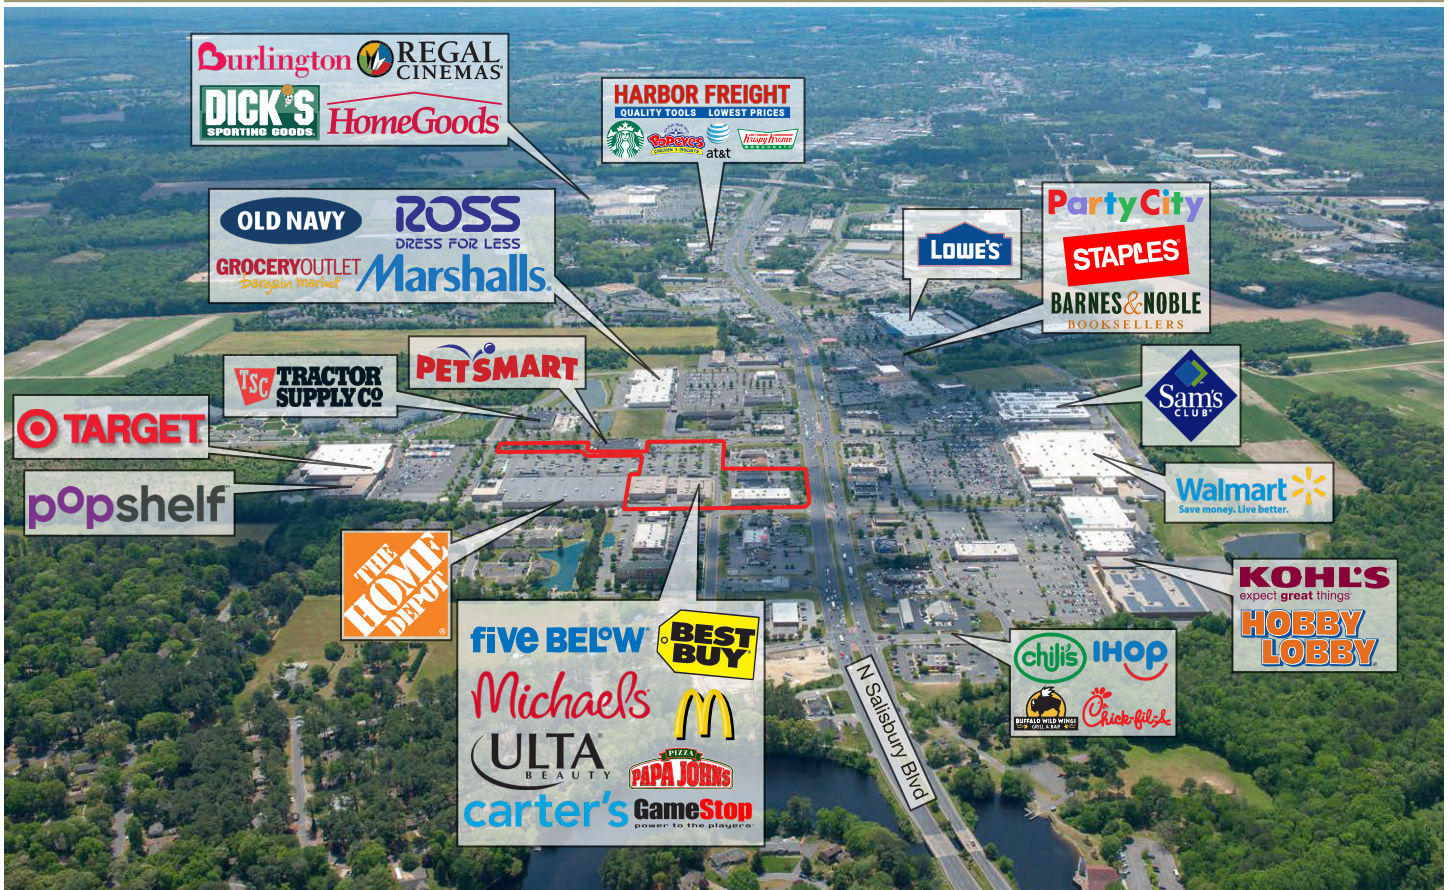 Burlington
REGAL
CINEMAS
DICK'S
SPORTING GOODS
HomeGoods
HARBOR FREIGHT
QUALITY TOOLS LOWEST PRICES
POPEYES
CHICKEN & BISCUITS
at&t
Krispy Kreme
DOUGHNUTS
OLD NAVY
ROSS
DRESS FOR LESS
GROCERY OUTLET
bargain market
Marshalls.
LOWE'S
Party City
STAPLES
BARNES & NOBLE
BOOKSELLERS
TSC TRACTOR
SUPPLY CO
PETSMART
Sam's
CLUB
TARGET
popshelf
Walmart
Save money. Live better.
THE
HOME
DEPOT
KOHL'S
expect great things
HOBBY
LOBBY
five BELOW
BEST
BUY
Michaels
ULTA
BEAUTY
PIZZA
PAPA JOHNS
carter's
GameStop
power to the players
chili's
IHOP
BUFFALO WILD WINGS
GRILL & BAR
Chick-fil-A
N Salisbury Blvd